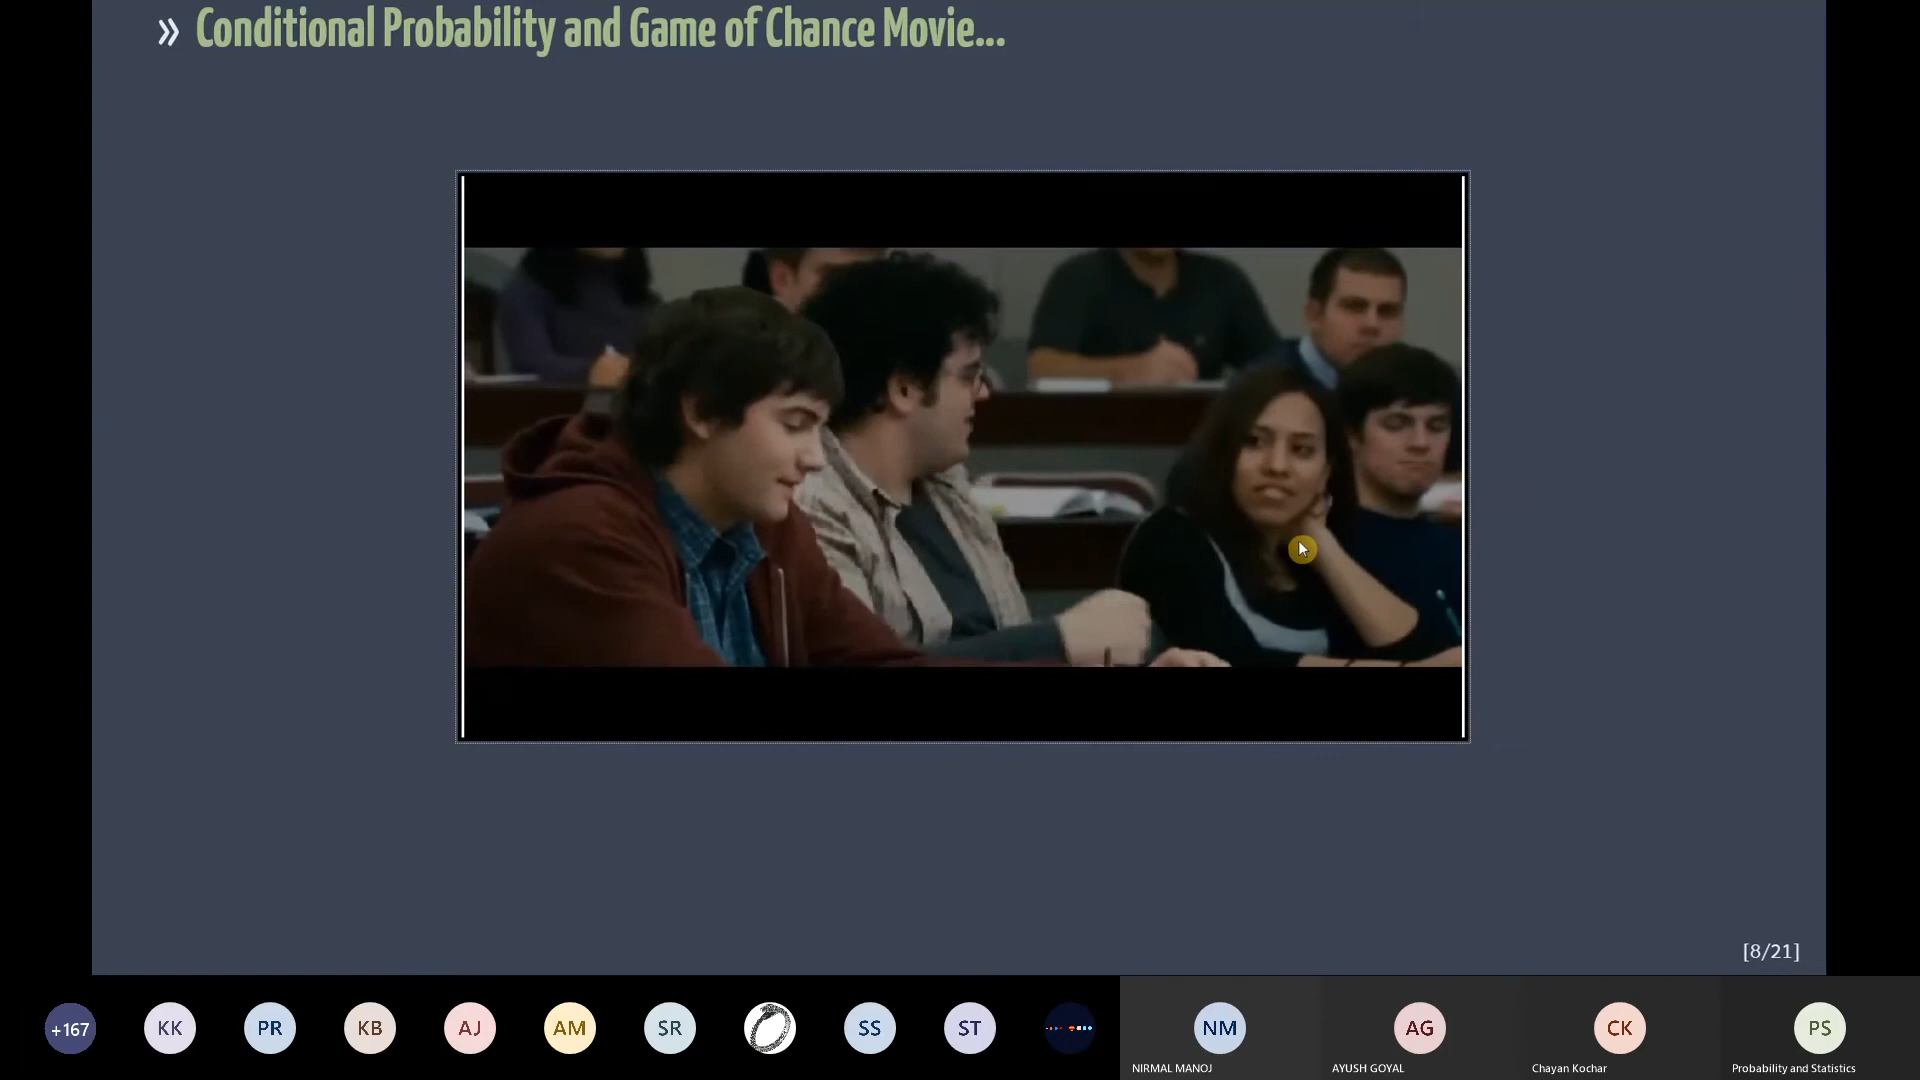 » Conditional Probability and Game of Chance Movie...
[8/21]
+167
KK
PR
KB
AJ
AM
SR
SS
ST
NM
AG
CK
PS
NIRMAL MANOJ
AYUSH GOYAL
Chayan Kochar
Probability and Statistics